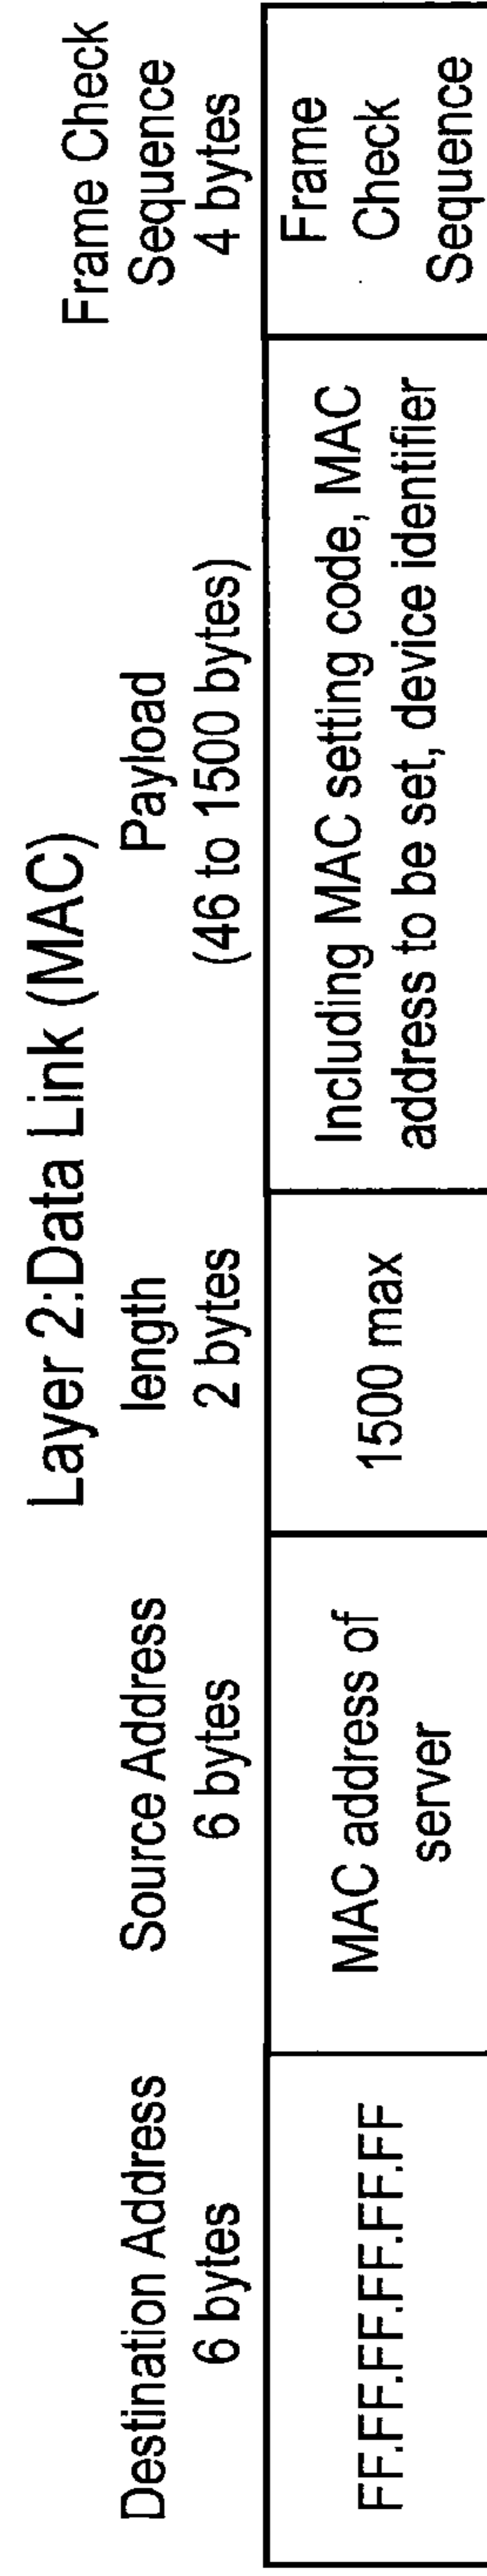 Layer 2:Data Link (MAC)
Destination Address
6 bytes
Source Address
6 bytes
length
2 bytes
Payload
(46 to 1500 bytes)
Frame Check
Sequence
4 bytes
FF.FF.FF.FF.FF.FF
MAC address of
server
1500 max
Including MAC setting code, MAC
address to be set, device identifier
Frame
Check
Sequence